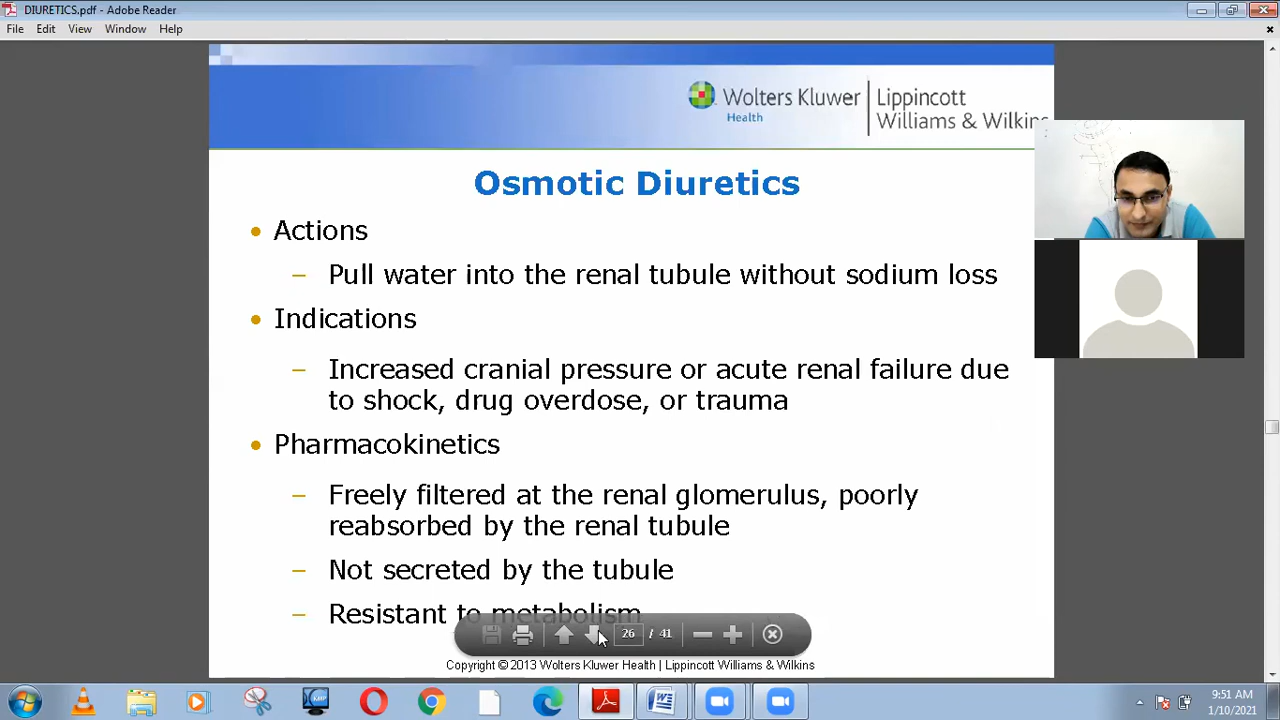 DIURETICS.pdf - Adobe Reader
File Edit View Window Help
Wolters Kluwer
Health
Lippincott
Williams & Wilkins
Osmotic Diuretics
• Actions
– Pull water into the renal tubule without sodium loss
• Indications
– Increased cranial pressure or acute renal failure due
to shock, drug overdose, or trauma
• Pharmacokinetics
– Freely filtered at the renal glomerulus, poorly
reabsorbed by the renal tubule
– Not secreted by the tubule
– Resistant to metabolism
26 / 41
Copyright © 2013 Wolters Kluwer Health | Lippincott Williams & Wilkins
9:51 AM
1/10/2021